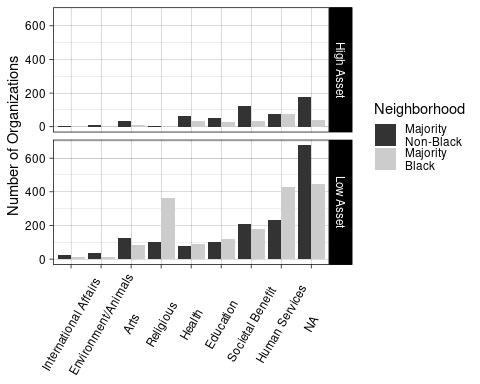 Number of Organizations
600
400
200
0
High Asset
600
400
200
0
Low Asset
International Affairs
Environment/Animals
Arts
Religious
Health
Education
Societal Benefit
Human Services
NA
Neighborhood
Majority
Non-Black
Majority
Black